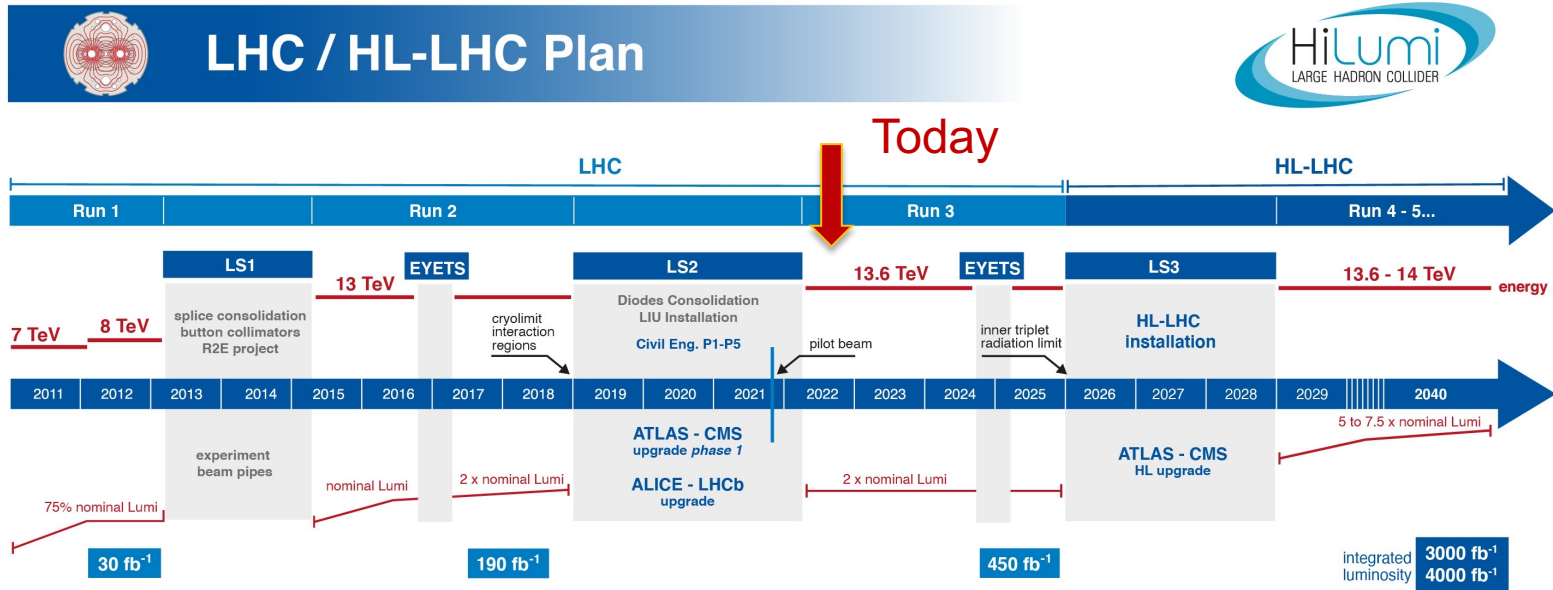 LHC / HL-LHC Plan
HiLumi
LARGE HADRON COLLIDER
Today
LHC
HL-LHC
Run 1
Run 2
Run 3
Run 4 - 5...
LS1
EYETS
LS2
EYETS
LS3
13 TeV
13.6 TeV
13.6 - 14 TeV
energy
7 TeV
8 TeV
splice consolidation
button collimators
R2E project
cryolimit
interaction
regions
Diodes Consolidation
LIU Installation
Civil Eng. P1-P5
pilot beam
inner triplet
radiation limit
HL-LHC
installation
2011
2012
2013
2014
2015
2016
2017
2018
2019
2020
2021
2022
2023
2024
2025
2026
2027
2028
2029
2040
experiment
beam pipes
75% nominal Lumi
nominal Lumi
2 x nominal Lumi
ATLAS - CMS
upgrade phase 1
ALICE - LHCb
upgrade
2 x nominal Lumi
ATLAS - CMS
HL upgrade
5 to 7.5 x nominal Lumi
30 fb⁻¹
190 fb⁻¹
450 fb⁻¹
integrated
luminosity
3000 fb⁻¹
4000 fb⁻¹